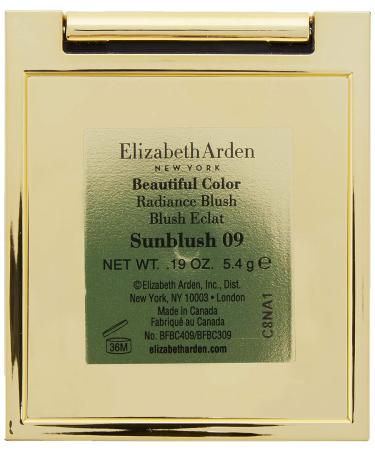 Elizabeth Arden
NEW YORK
Beautiful Color
Radiance Blush
Blush Eclat
Sunblush 09
NET WT. .19 OZ. 5.4 g ℮
©Elizabeth Arden, Inc., Dist.
New York, NY 10003 • London
Made in Canada
Fabriqué au Canada
No. BFBC409/BFBC309
elizabetharden.com
36M
C8NA1